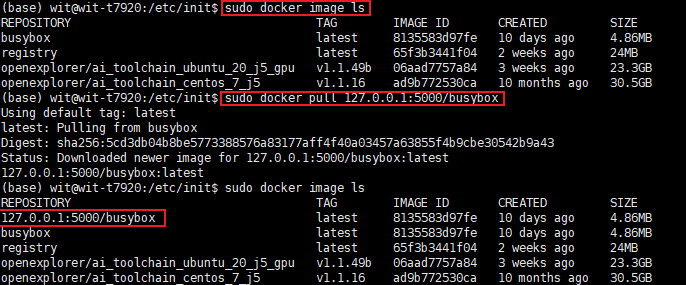 (base) wit@wit-t7920:/etc/init$ sudo docker image ls
REPOSITORY TAG IMAGE ID CREATED SIZE
busybox latest 8135583d97fe 10 days ago 4.86MB
registry latest 65f3b3441f04 2 weeks ago 24MB
openexplorer/ai_toolchain_ubuntu_20_j5_gpu v1.1.49b 06aad7757a84 3 weeks ago 23.3GB
openexplorer/ai_toolchain_centos_7_j5 v1.1.16 ad9b772530ca 10 months ago 30.5GB
(base) wit@wit-t7920:/etc/init$ sudo docker pull 127.0.0.1:5000/busybox
Using default tag: latest
latest: Pulling from busybox
Digest: sha256:5cd3db04b8be5773388576a83177aff4f40a03457a63855f4b9cbe30542b9a43
Status: Downloaded newer image for 127.0.0.1:5000/busybox:latest
127.0.0.1:5000/busybox:latest
(base) wit@wit-t7920:/etc/init$ sudo docker image ls
REPOSITORY TAG IMAGE ID CREATED SIZE
127.0.0.1:5000/busybox latest 8135583d97fe 10 days ago 4.86MB
busybox latest 8135583d97fe 10 days ago 4.86MB
registry latest 65f3b3441f04 2 weeks ago 24MB
openexplorer/ai_toolchain_ubuntu_20_j5_gpu v1.1.49b 06aad7757a84 3 weeks ago 23.3GB
openexplorer/ai_toolchain_centos_7_j5 v1.1.16 ad9b772530ca 10 months ago 30.5GB